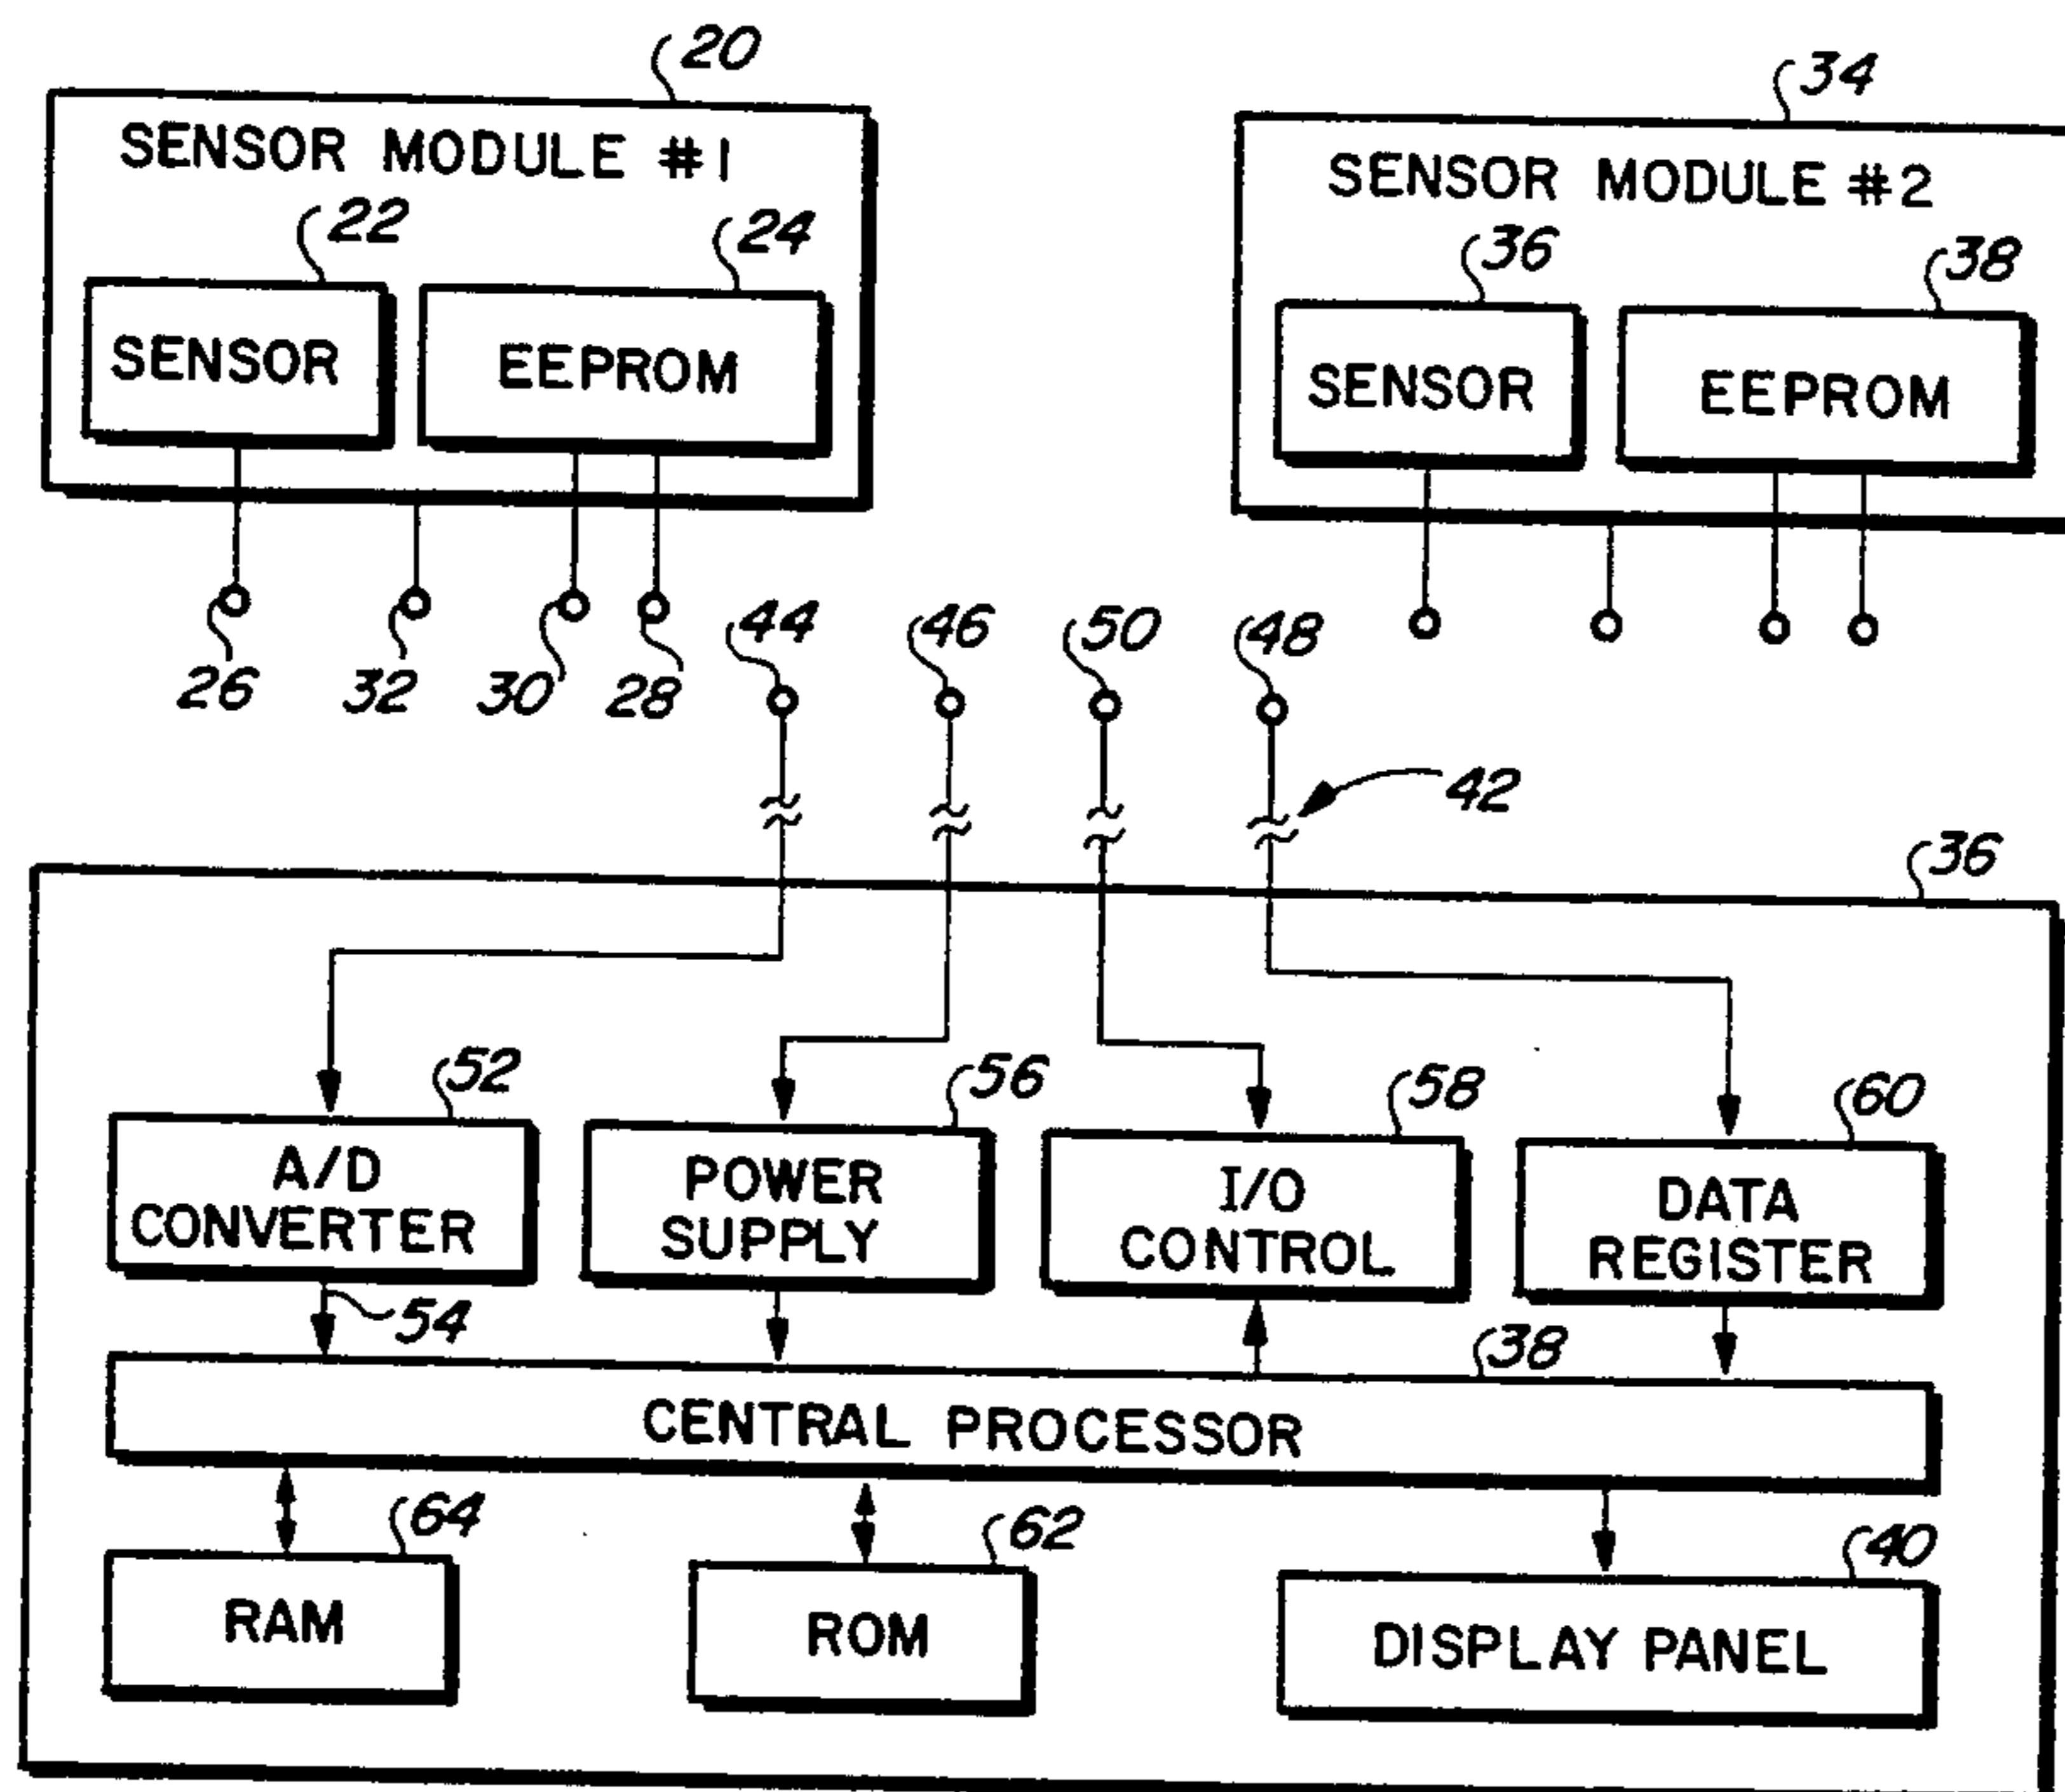 20
34
SENSOR MODULE #1
SENSOR MODULE #2
22
24
36
38
SENSOR
EEPROM
SENSOR
EEPROM
26
32
30
28
44
46
50
48
42
36
52
56
58
60
A/D
CONVERTER
POWER
SUPPLY
I/O
CONTROL
DATA
REGISTER
54
38
CENTRAL PROCESSOR
64
62
40
RAM
ROM
DISPLAY PANEL